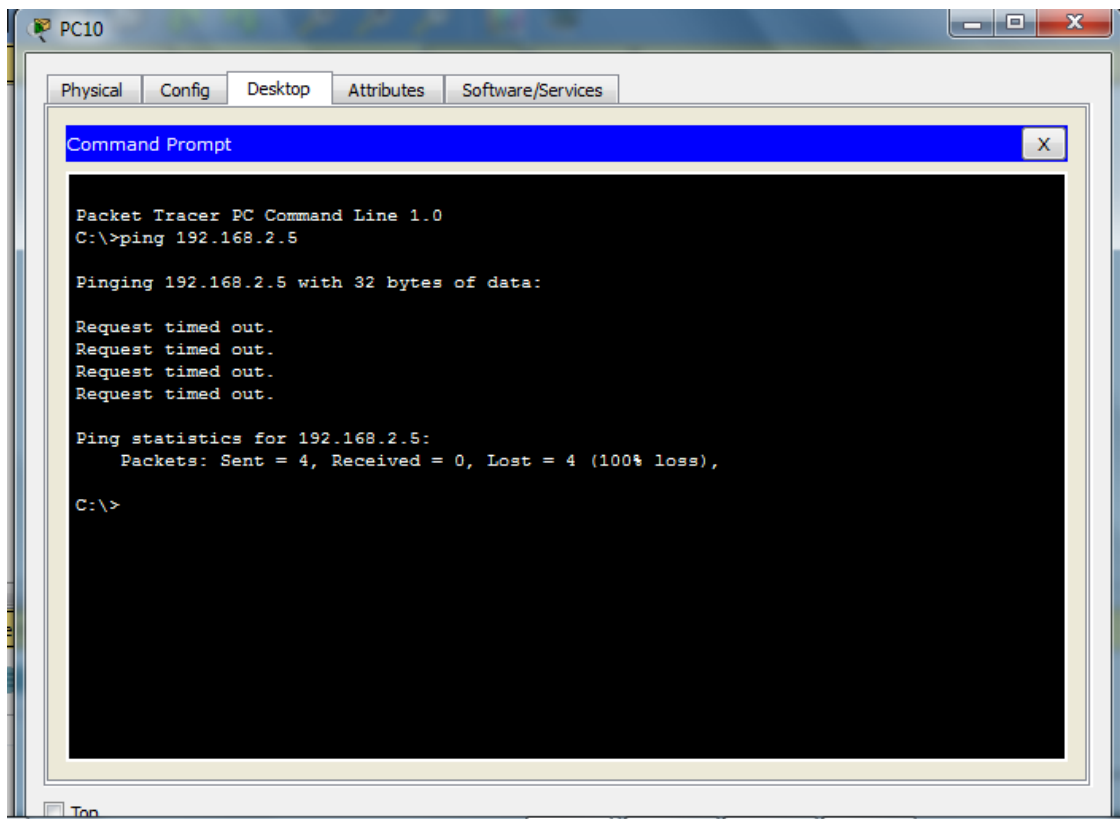 PC10
X
Physical Config Desktop Attributes Software/Services
Command Prompt
X
Packet Tracer PC Command Line 1.0
C:\>ping 192.168.2.5
Pinging 192.168.2.5 with 32 bytes of data:
Request timed out.
Request timed out.
Request timed out.
Request timed out.
Ping statistics for 192.168.2.5:
Packets: Sent = 4, Received = 0, Lost = 4 (100% loss),
C:\>
Top